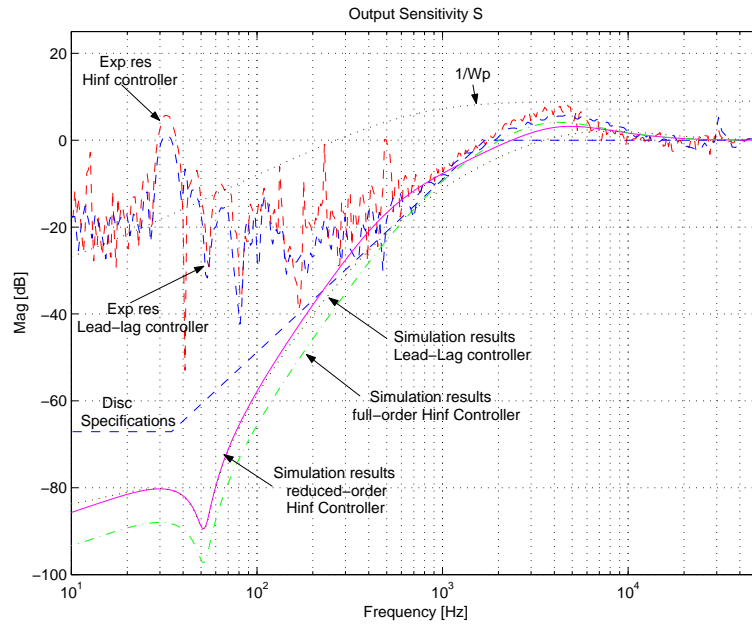 Output Sensitivity S
20
0
−20
−40
−60
−80
−100
Mag [dB]
Exp res
Hinf controller
1/Wp
Exp res
Lead−lag controller
Simulation results
Lead−Lag controller
Disc
Specifications
Simulation results
full−order Hinf Controller
Simulation results
reduced−order
Hinf Controller
10^1
10^2
10^3
10^4
Frequency [Hz]